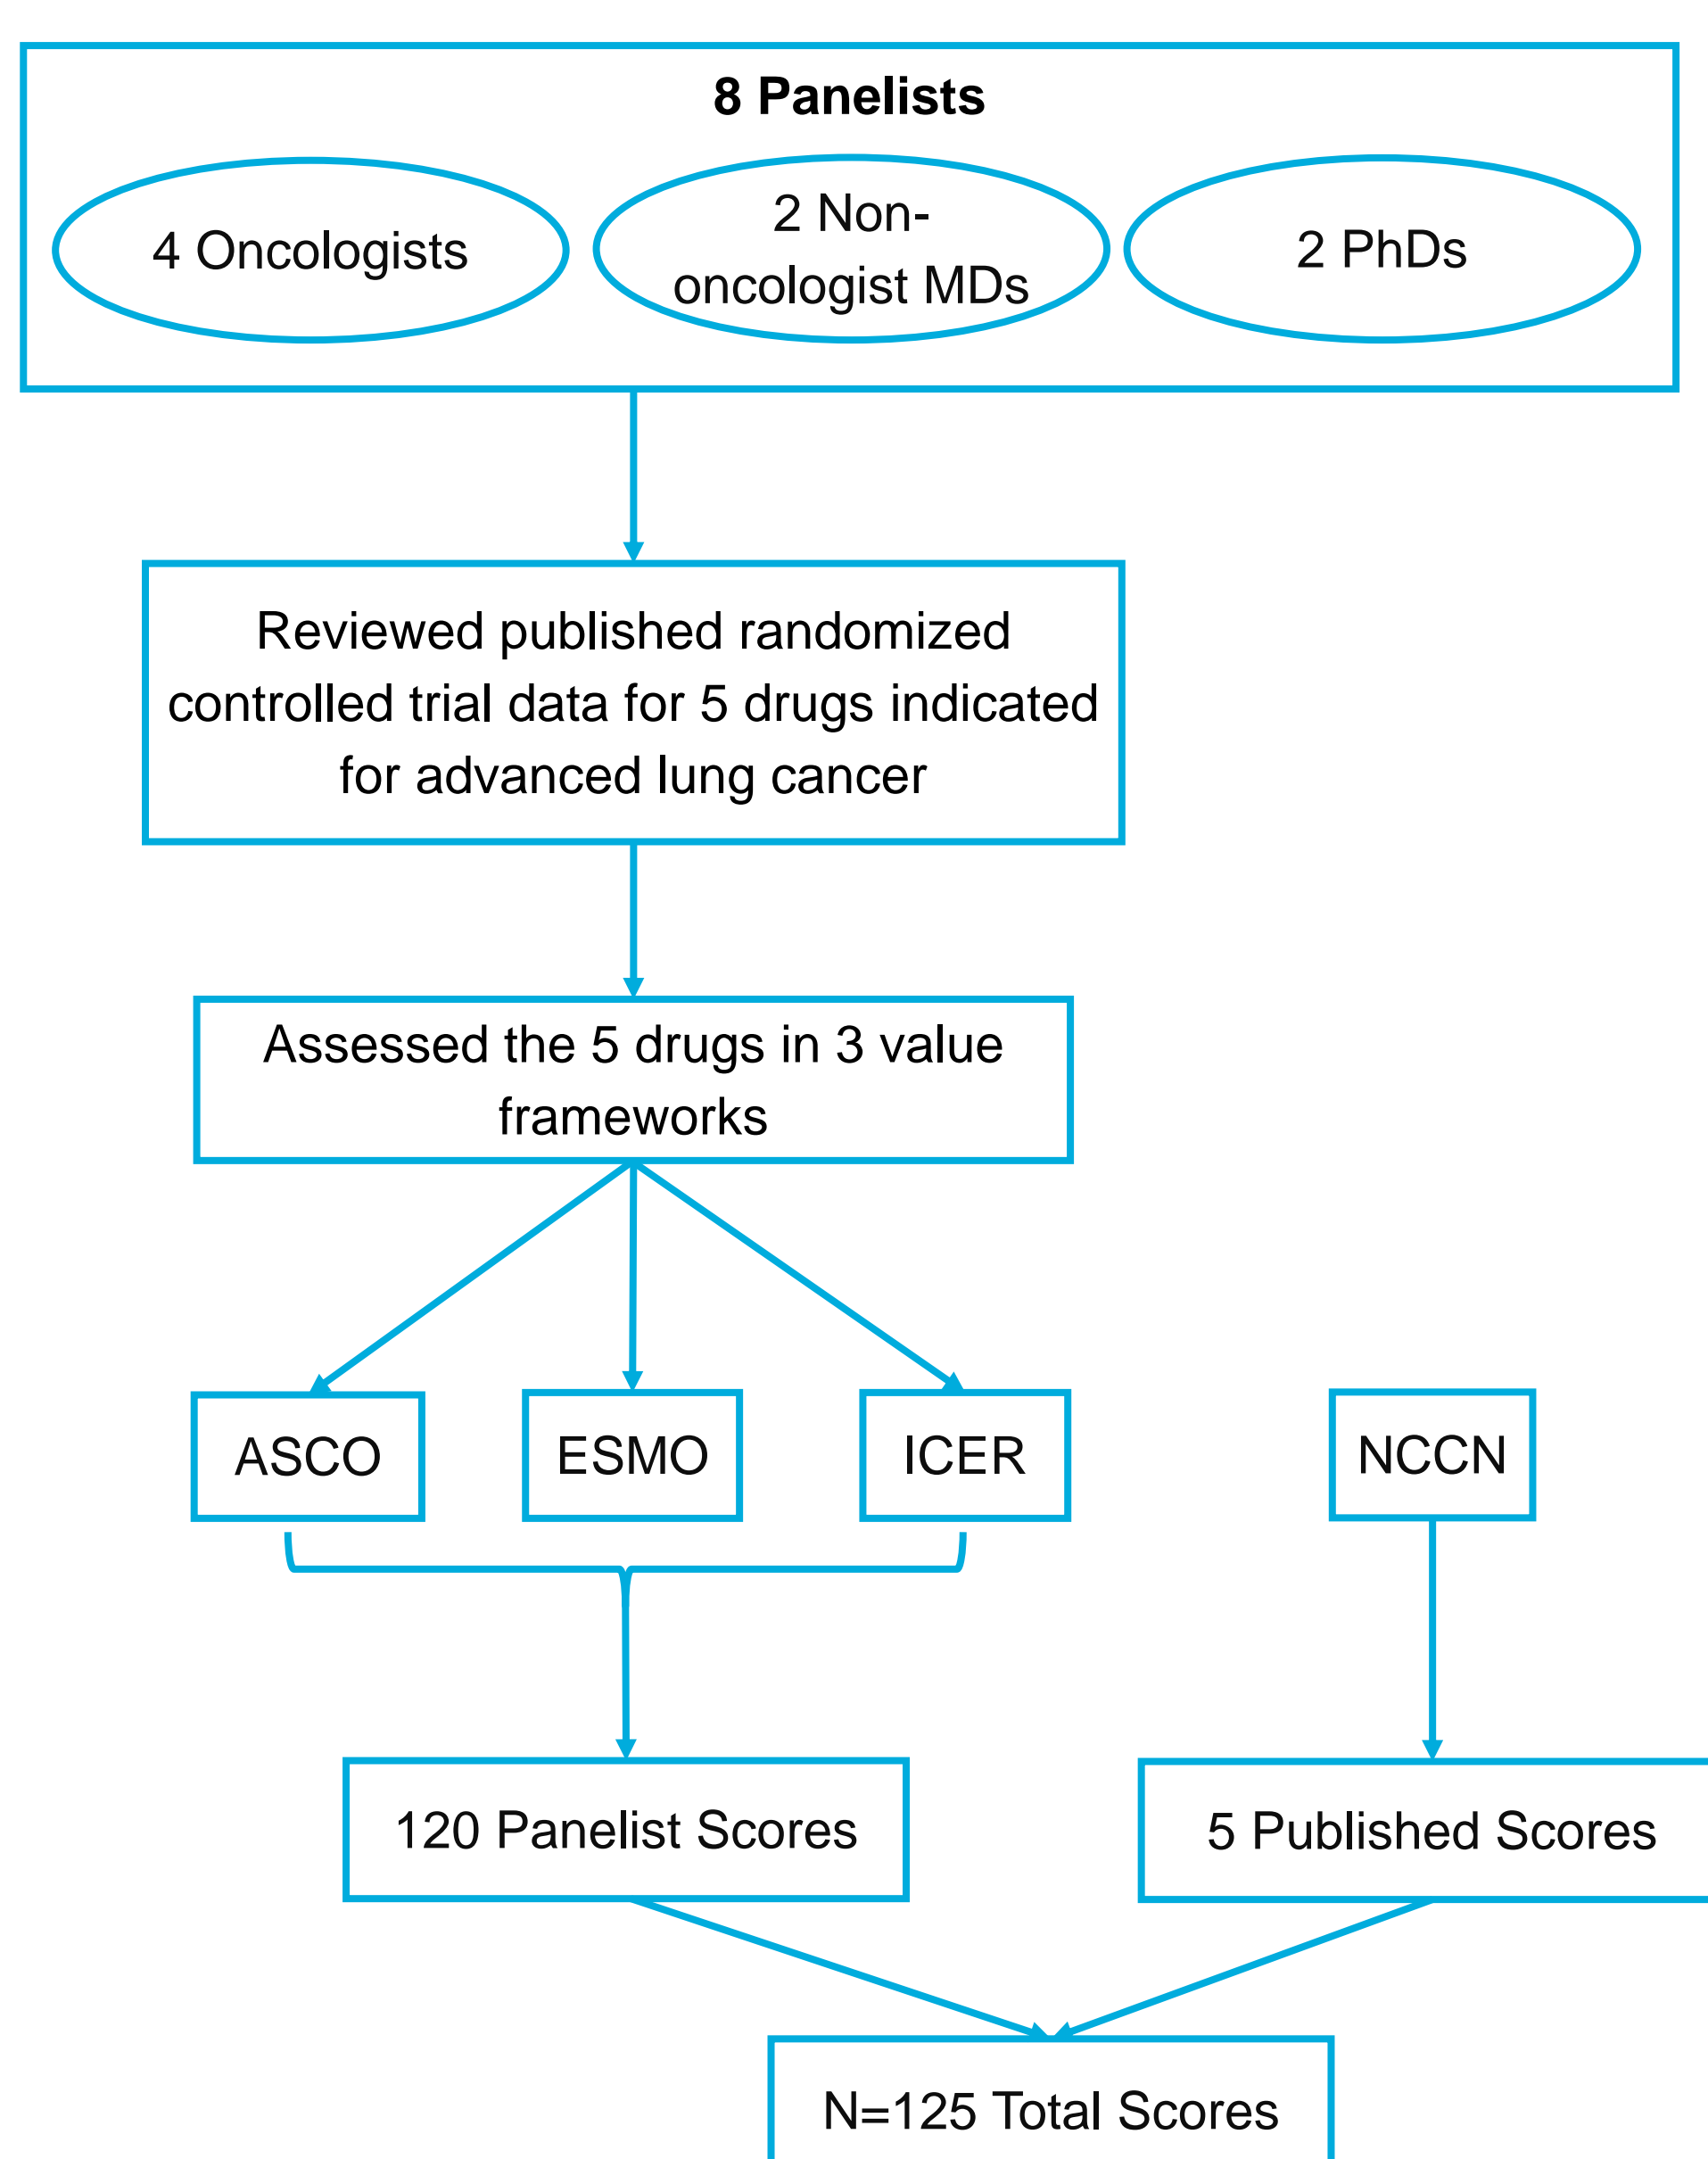 8 Panelists
4 Oncologists
2 Non-
oncologist MDs
2 PhDs
Reviewed published randomized
controlled trial data for 5 drugs indicated
for advanced lung cancer
Assessed the 5 drugs in 3 value
frameworks
ASCO
ESMO
ICER
NCCN
120 Panelist Scores
5 Published Scores
N=125 Total Scores